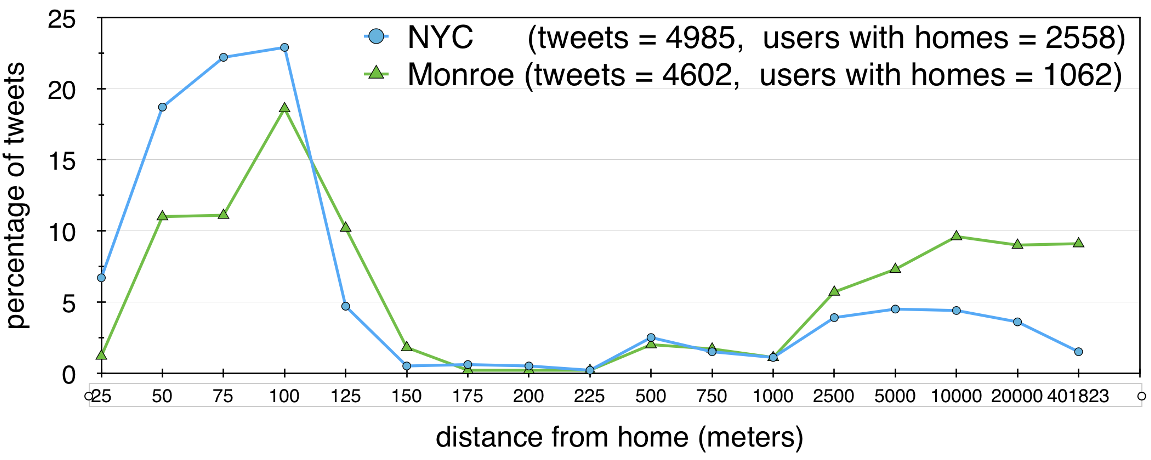 25
NYC (tweets = 4985, users with homes = 2558)
Monroe (tweets = 4602, users with homes = 1062)
20
15
10
5
0
percentage of tweets
25 50 75 100 125 150 175 200 225 500 750 1000 2500 5000 10000 20000 401823
distance from home (meters)